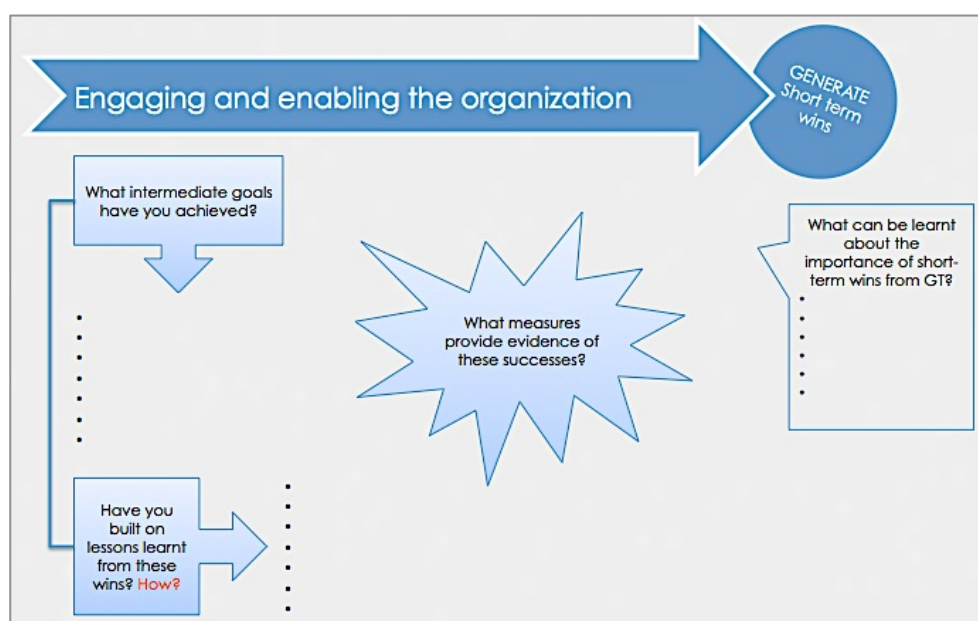 Engaging and enabling the organization
GENERATE
Short term
wins
What intermediate goals
have you achieved?
What measures
provide evidence of
these successes?
What can be learnt
about the
importance of short-
term wins from GT?
•
•
•
•
•
•
•
•
•
•
•
•
•
Have you
built on
lessons learnt
from these
wins? How?
•
•
•
•
•
•
•